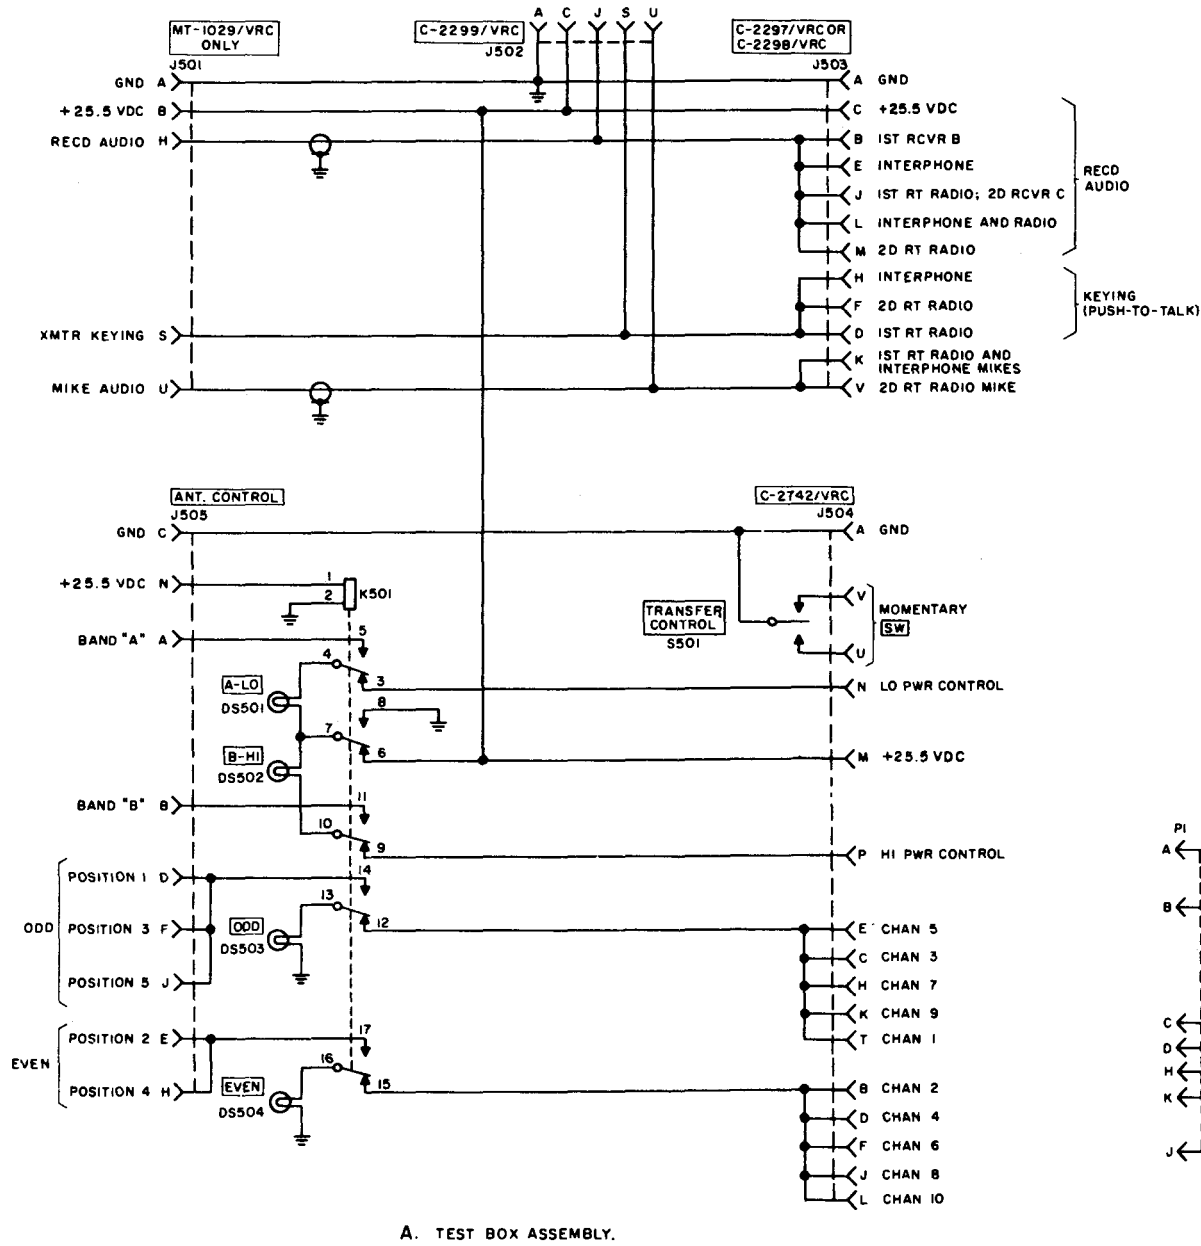 A C J S U
MT-1029/VRC
ONLY
J501
C-2299/VRC
J502
C-2297/VRC OR
C-2298/VRC
J503
GND A
A GND
+25.5 VDC B
C +25.5 VDC
RECD AUDIO H
B 1ST RCVR B
E INTERPHONE
J 1ST RT RADIO; 2D RCVR C
L INTERPHONE AND RADIO
M 2D RT RADIO
RECD
AUDIO
H INTERPHONE
F 2D RT RADIO
KEYING
(PUSH-TO-TALK)
XMTR KEYING S
D 1ST RT RADIO
K 1ST RT RADIO AND
INTERPHONE MIKES
MIKE AUDIO U
V 2D RT RADIO MIKE
ANT. CONTROL
J505
C-2742/VRC
J504
GND C
A GND
+25.5 VDC N
1
2
K501
TRANSFER
CONTROL
S501
V
U
MOMENTARY
SW
BAND "A" A
5
4
3
A-LO
DS501
N LO PWR CONTROL
8
7
6
B-HI
DS502
M +25.5 VDC
BAND "B" B
11
10
9
P HI PWR CONTROL
ODD
POSITION 1 D
POSITION 3 F
POSITION 5 J
14
13
12
ODD
DS503
E CHAN 5
C CHAN 3
H CHAN 7
K CHAN 9
T CHAN 1
EVEN
POSITION 2 E
POSITION 4 H
17
16
15
EVEN
DS504
B CHAN 2
D CHAN 4
F CHAN 6
J CHAN 8
L CHAN 10
P1
A
B
C
D
H
K
J
A. TEST BOX ASSEMBLY.